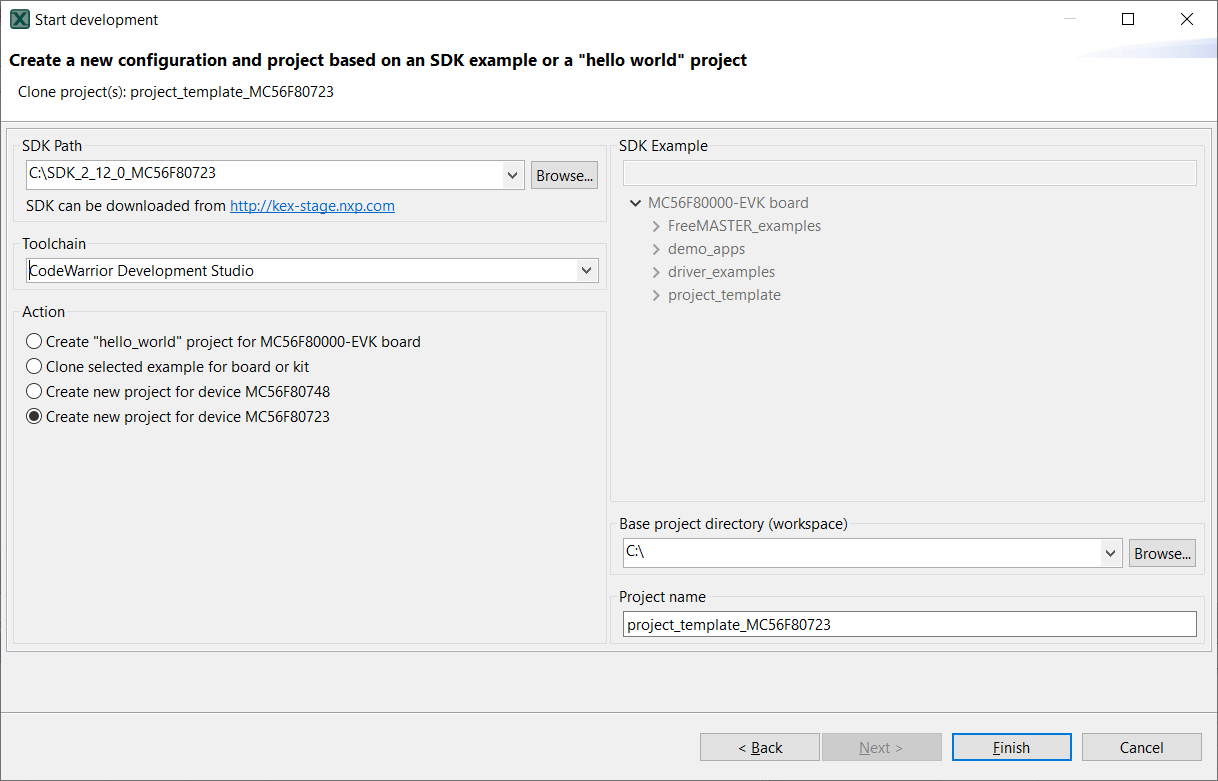 Start development
Create a new configuration and project based on an SDK example or a "hello world" project
Clone project(s): project_template_MC56F80723
SDK Path
C:\SDK_2_12_0_MC56F80723
Browse...
SDK can be downloaded from http://kex-stage.nxp.com
Toolchain
CodeWarrior Development Studio
Action
Create "hello_world" project for MC56F80000-EVK board
Clone selected example for board or kit
Create new project for device MC56F80748
Create new project for device MC56F80723
SDK Example
MC56F80000-EVK board
FreeMASTER_examples
demo_apps
driver_examples
project_template
Base project directory (workspace)
C:\
Browse...
Project name
project_template_MC56F80723
< Back
Next >
Finish
Cancel